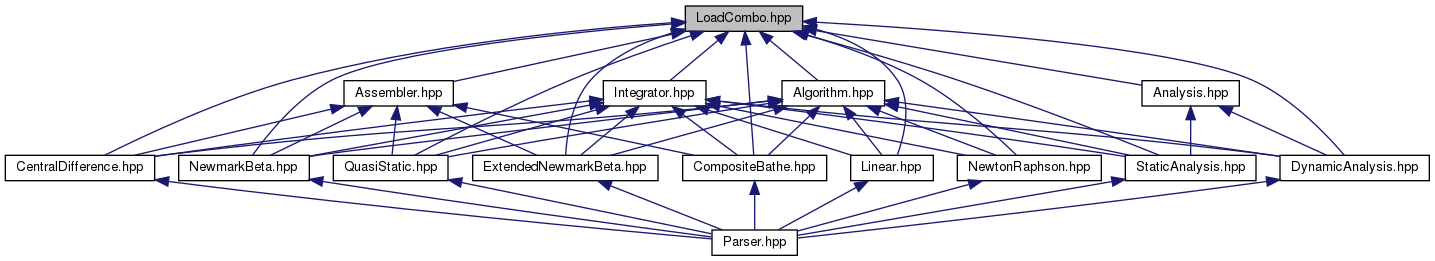 LoadCombo.hpp
Assembler.hpp
Integrator.hpp
Algorithm.hpp
Analysis.hpp
CentralDifference.hpp
NewmarkBeta.hpp
QuasiStatic.hpp
ExtendedNewmarkBeta.hpp
CompositeBathe.hpp
Linear.hpp
NewtonRaphson.hpp
StaticAnalysis.hpp
DynamicAnalysis.hpp
Parser.hpp